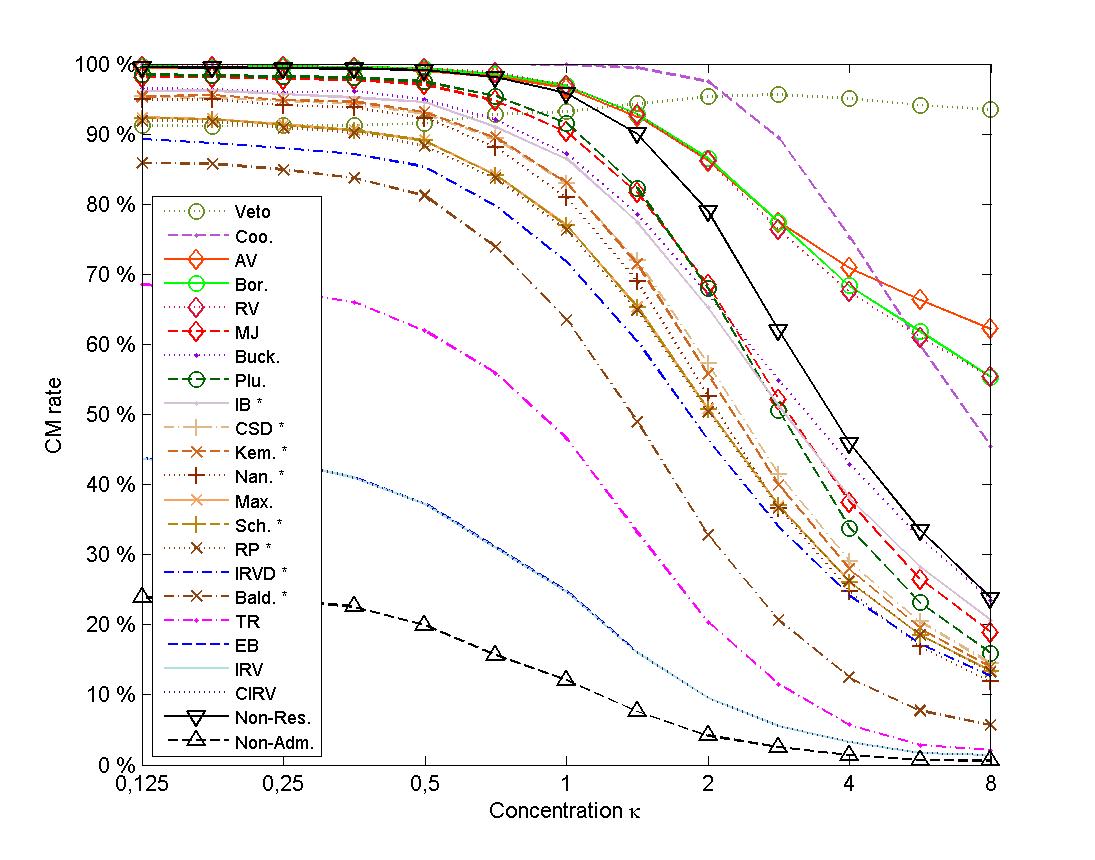 100 %
90 %
80 %
70 %
60 %
50 %
40 %
30 %
20 %
10 %
0 %
CM rate
Veto
Coo.
AV
Bor.
RV
MJ
Buck.
Plu.
IB *
CSD *
Kem. *
Nan. *
Max.
Sch. *
RP *
IRVD *
Bald. *
TR
EB
IRV
CIRV
Non-Res.
Non-Adm.
0,125 0,25 0,5 1 2 4 8
Concentration κ